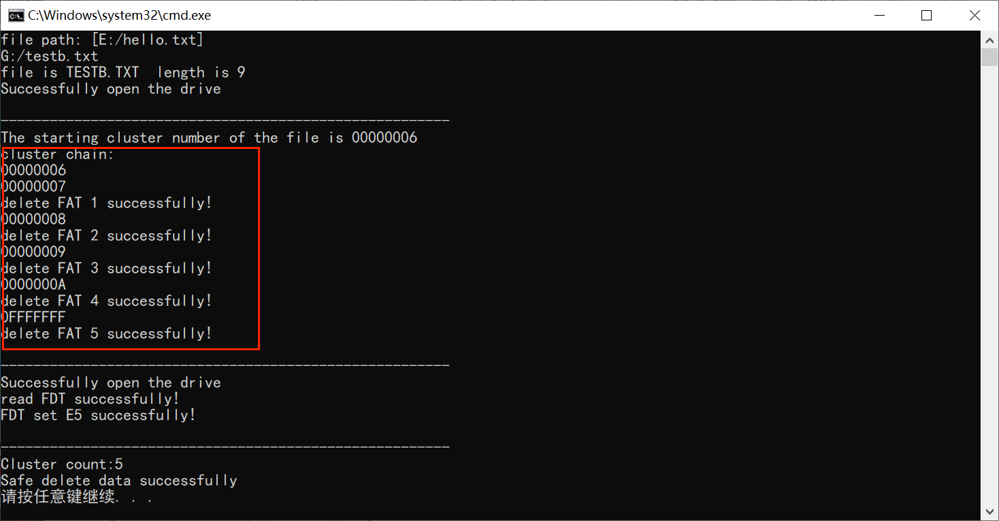 C:\Windows\system32\cmd.exe
file path: [E:/hello.txt]
G:/testb.txt
file is TESTB.TXT  length is 9
Successfully open the drive
_______________________________________________________
The starting cluster number of the file is 00000006
cluster chain:
00000006
00000007
delete FAT 1 successfully!
00000008
delete FAT 2 successfully!
00000009
delete FAT 3 successfully!
0000000A
delete FAT 4 successfully!
0FFFFFFF
delete FAT 5 successfully!
_______________________________________________________
Successfully open the drive
read FDT successfully!
FDT set E5 successfully!
_______________________________________________________
Cluster count:5
Safe delete data successfully
请按任意键继续. . .